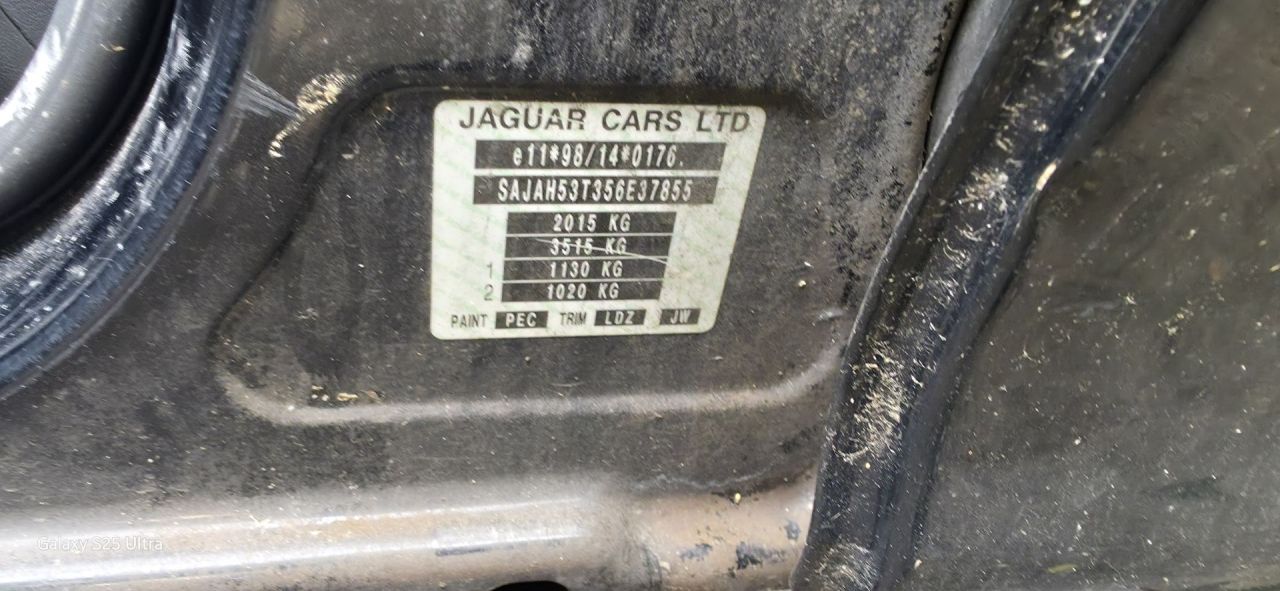 JAGUAR CARS LTD
e11*98/14*0176.
SAJAH53T356E37855
2015 KG
3515 KG
1 1130 KG
2 1020 KG
PAINT PEC TRIM LDZ JW
Galaxy S25 Ultra